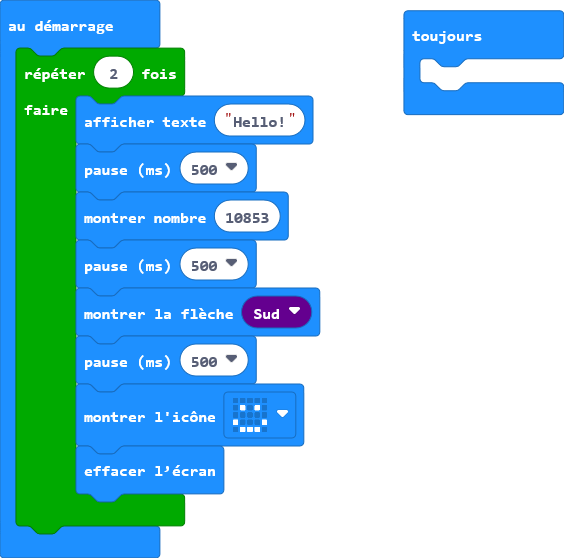 au démarrage
toujours
répéter 2 fois
faire
afficher texte "Hello!"
pause (ms) 500
montrer nombre 10853
pause (ms) 500
montrer la flèche Sud
pause (ms) 500
montrer l'icône
effacer l’écran